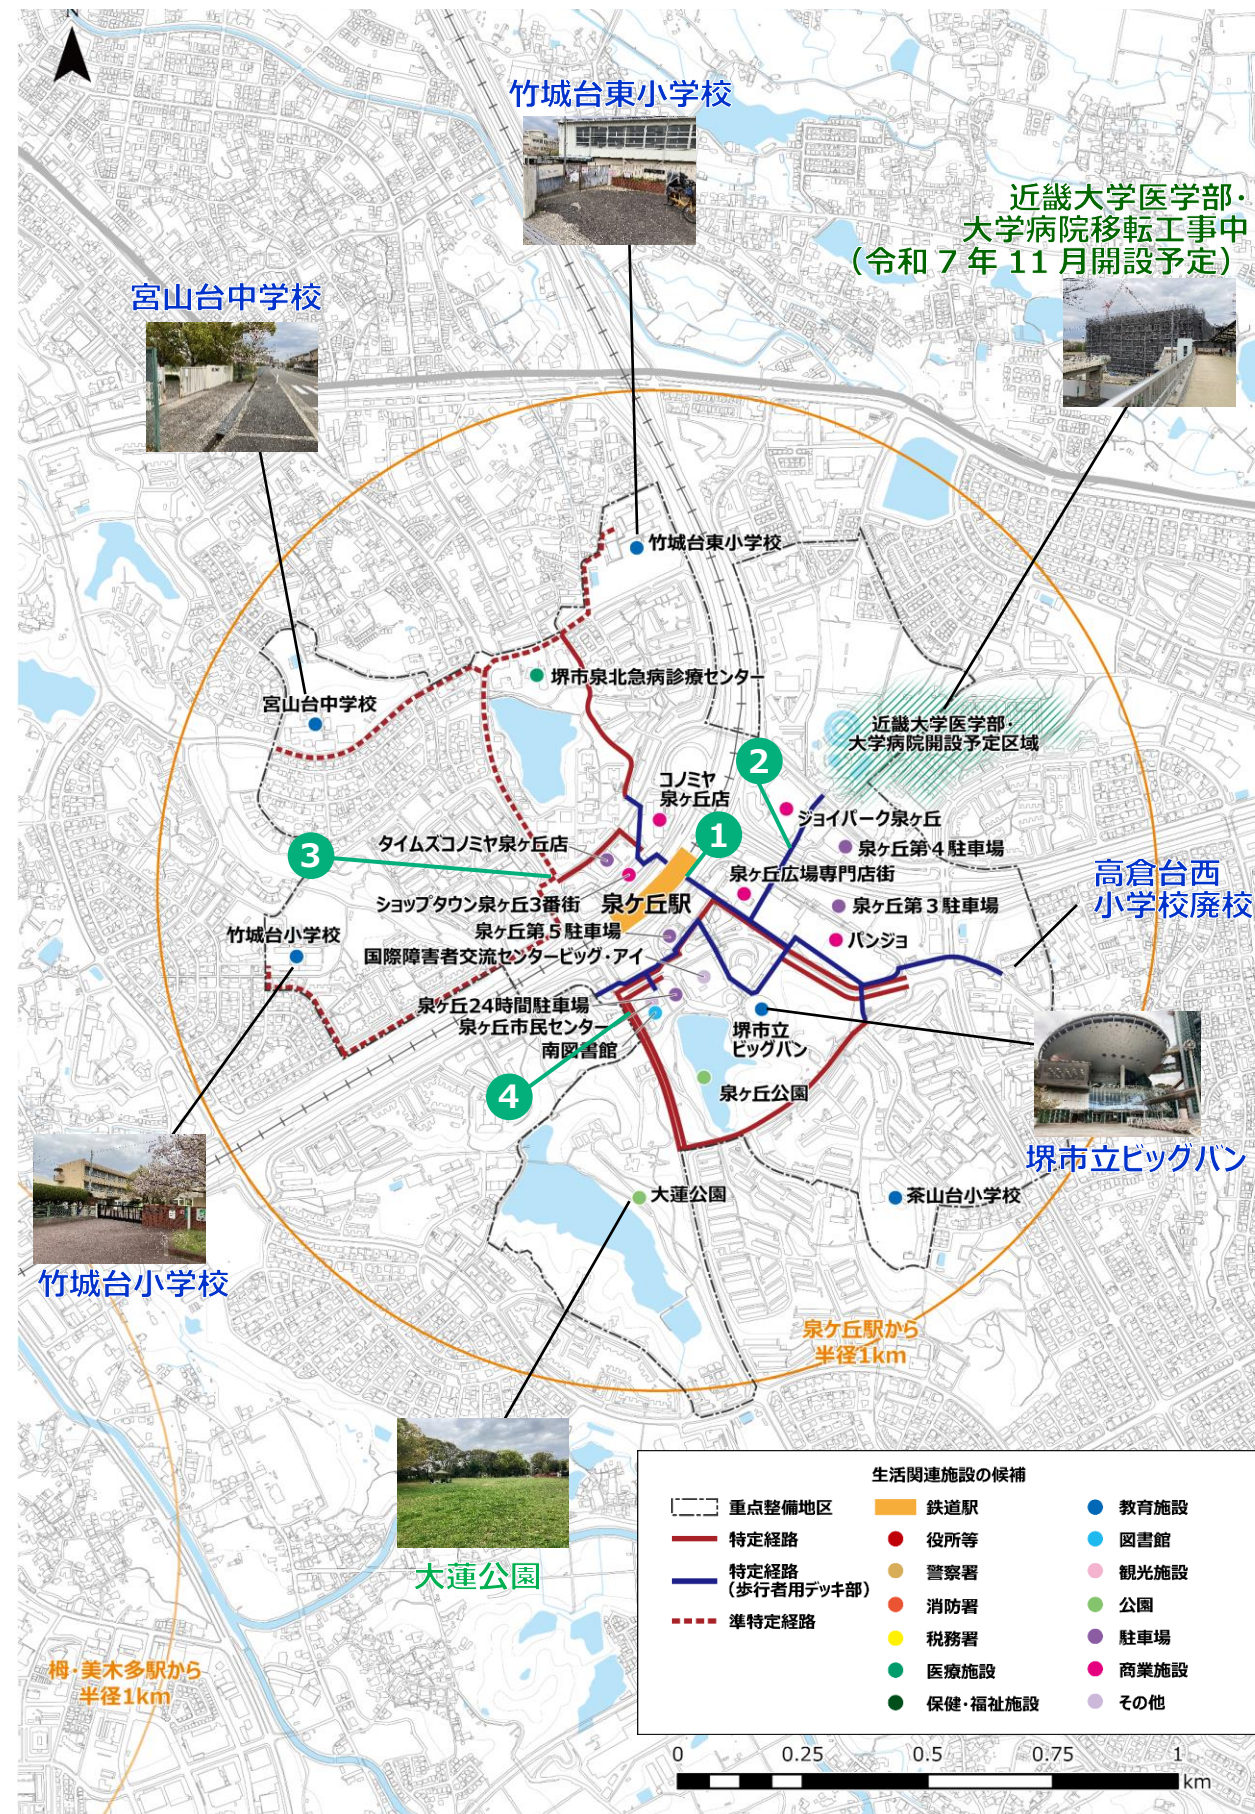 N
竹城台東小学校
近畿大学医学部・
大学病院移転工事中
（令和７年 11 月開設予定）
宮山台中学校
竹城台東小学校
堺市泉北急病診療センター
宮山台中学校
近畿大学医学部・
大学病院開設予定区域
2
コノミヤ
泉ヶ丘店
ジョイパーク泉ヶ丘
1
タイムズコノミヤ泉ヶ丘店
3
泉ヶ丘第４駐車場
泉ヶ丘広場専門店街
高倉台西
小学校廃校
ショップタウン泉ヶ丘3番街
泉ケ丘駅
泉ヶ丘第３駐車場
泉ヶ丘第５駐車場
竹城台小学校
パンジョ
国際障害者交流センタービッグ・アイ
泉ヶ丘24時間駐車場
泉ヶ丘市民センター
南図書館
堺市立
ビッグバン
4
泉ヶ丘公園
堺市立ビッグバン
大蓮公園
茶山台小学校
竹城台小学校
泉ケ丘駅から
半径1km
大蓮公園
栂・美木多駅から
半径1km
生活関連施設の候補
重点整備地区
特定経路
特定経路
（歩行者用デッキ部）
準特定経路
鉄道駅
役所等
警察署
消防署
税務署
医療施設
保健・福祉施設
教育施設
図書館
観光施設
公園
駐車場
商業施設
その他
0 0.25 0.5 0.75 1
km